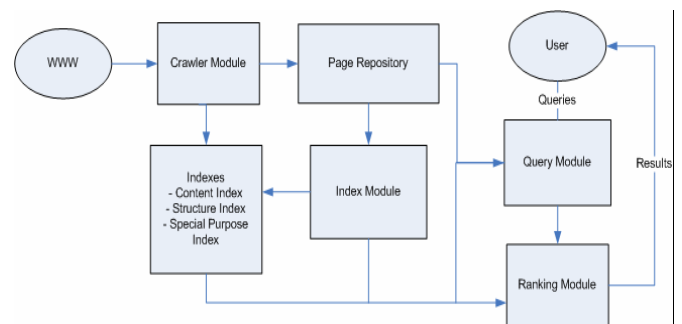 WWW
Crawler Module
Page Repository
User
Queries
Indexes
- Content Index
- Structure Index
- Special Purpose
Index
Index Module
Query Module
Results
Ranking Module